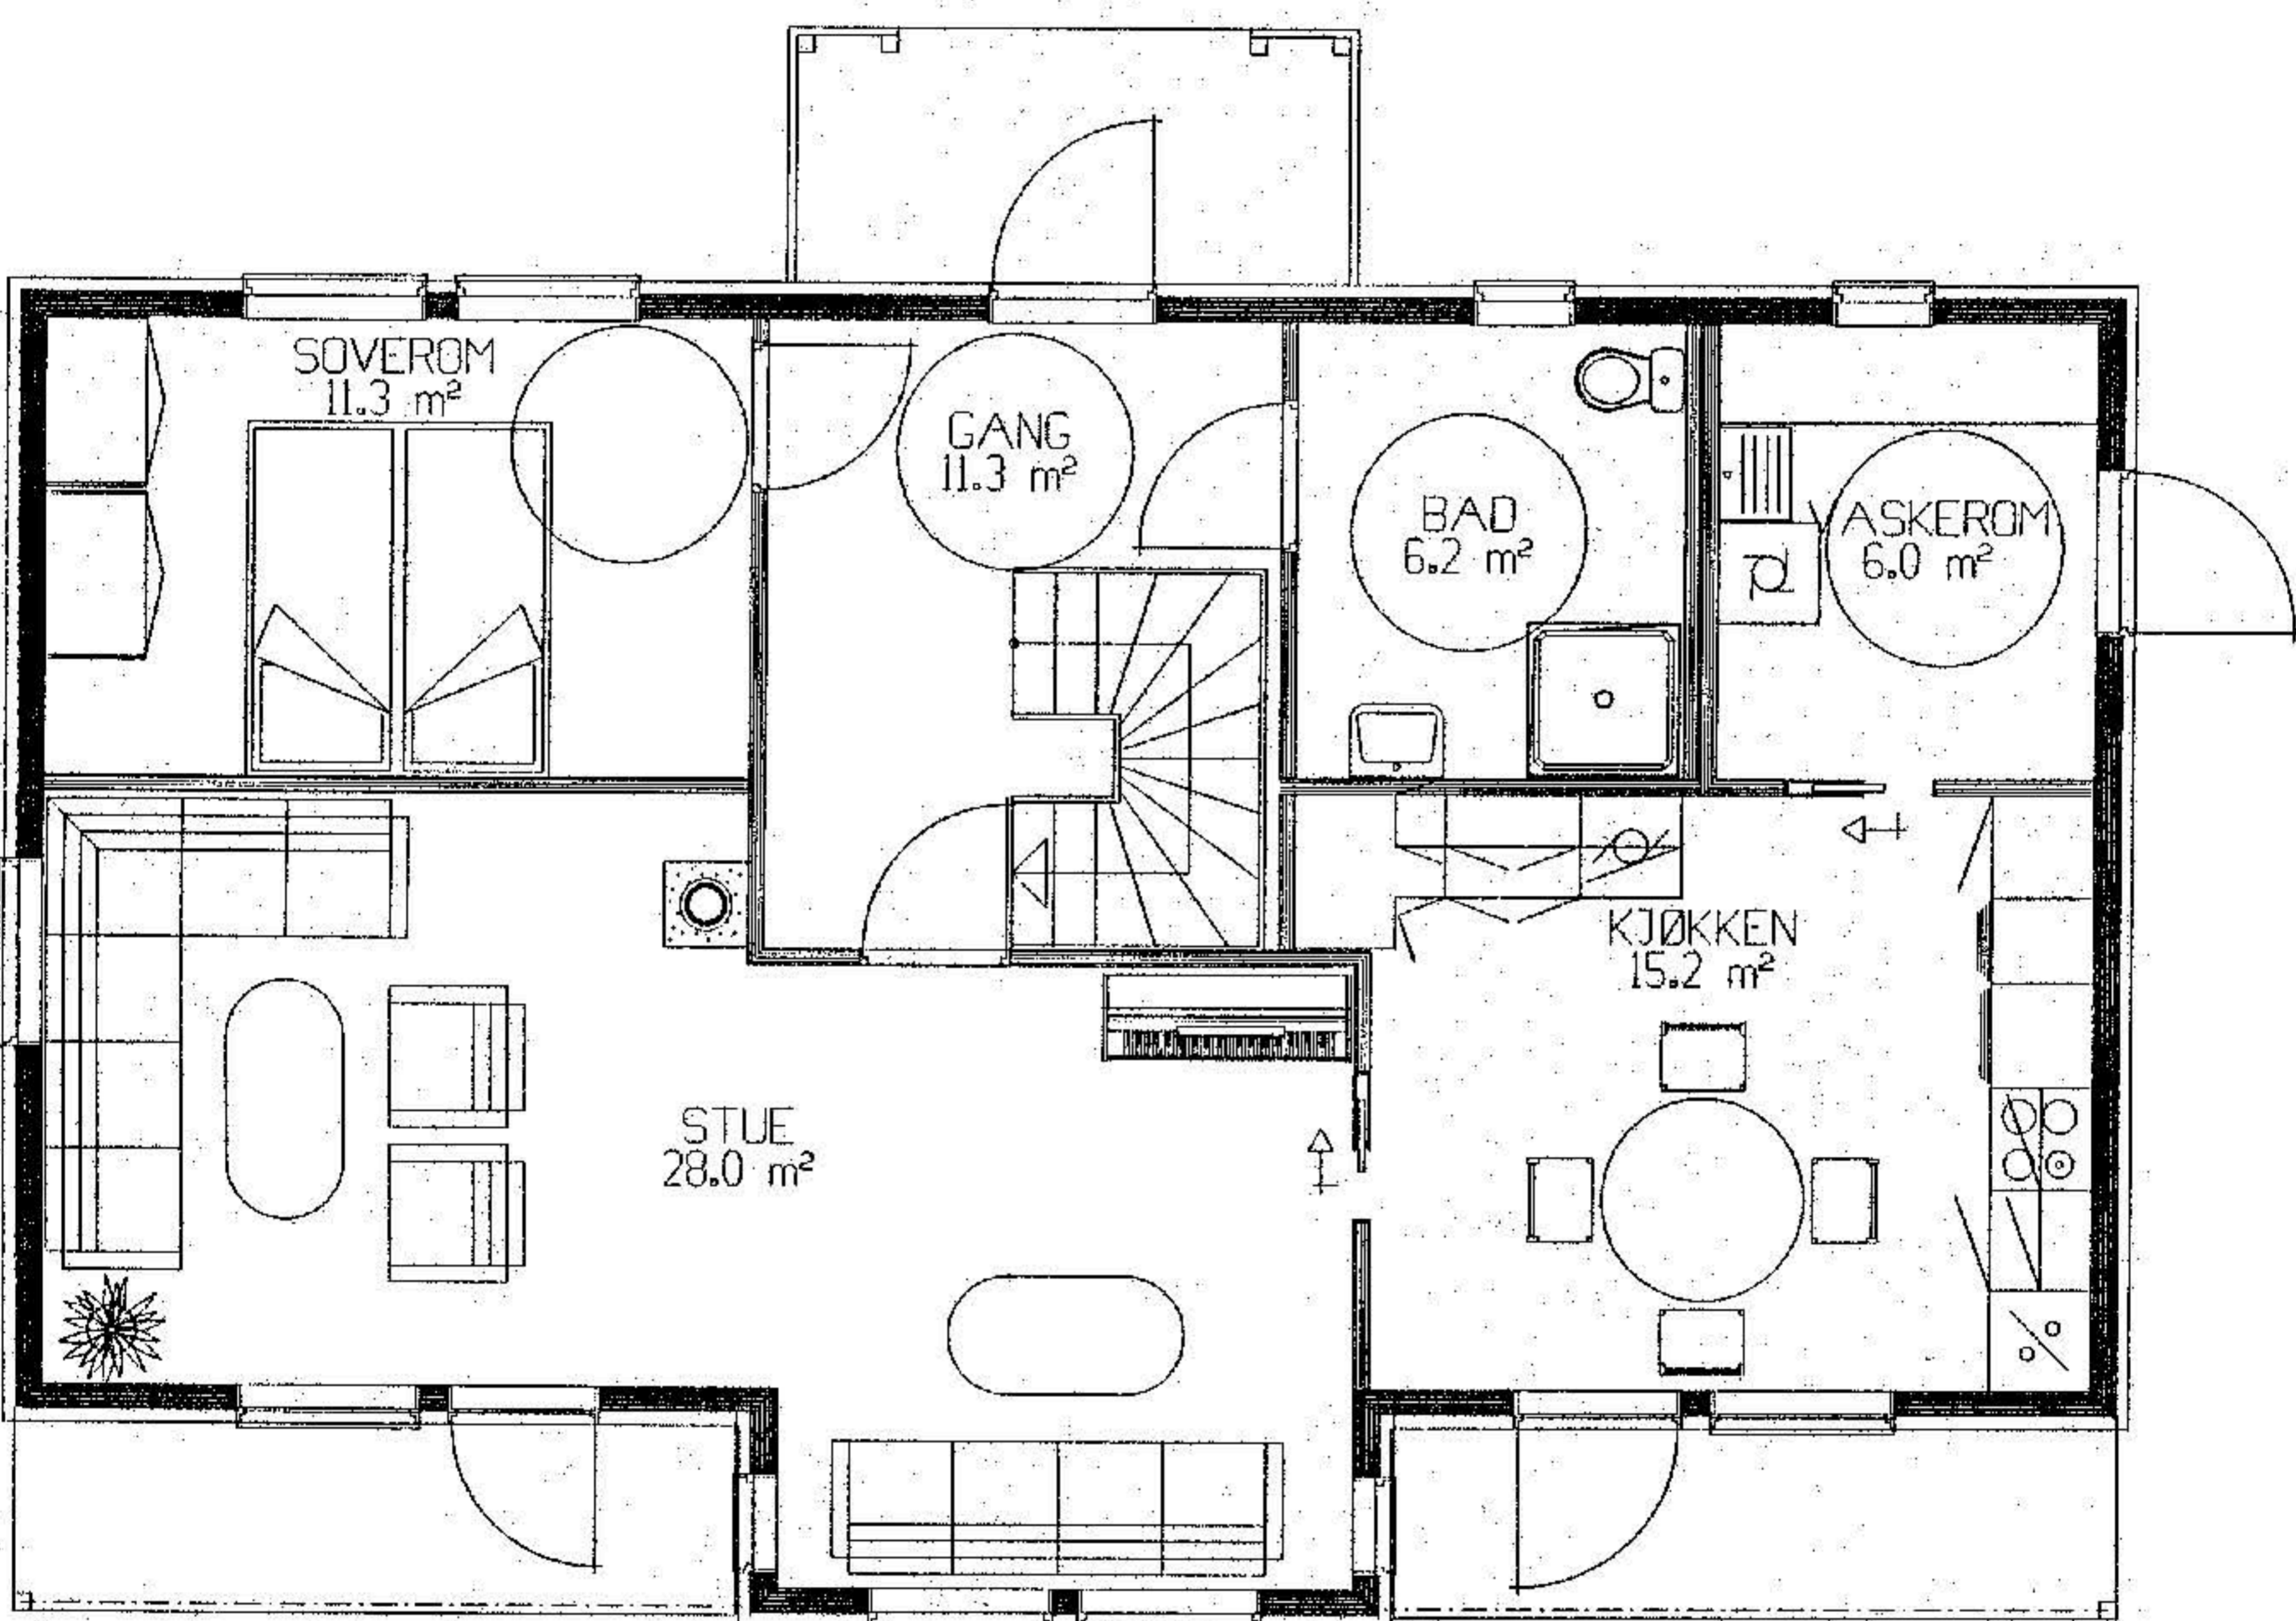 SOVEROM
11.3 m²
GANG
11.3 m²
BAD
6.2 m²
VASKEROM
6.0 m²
KJØKKEN
15.2 m²
STUE
28.0 m²